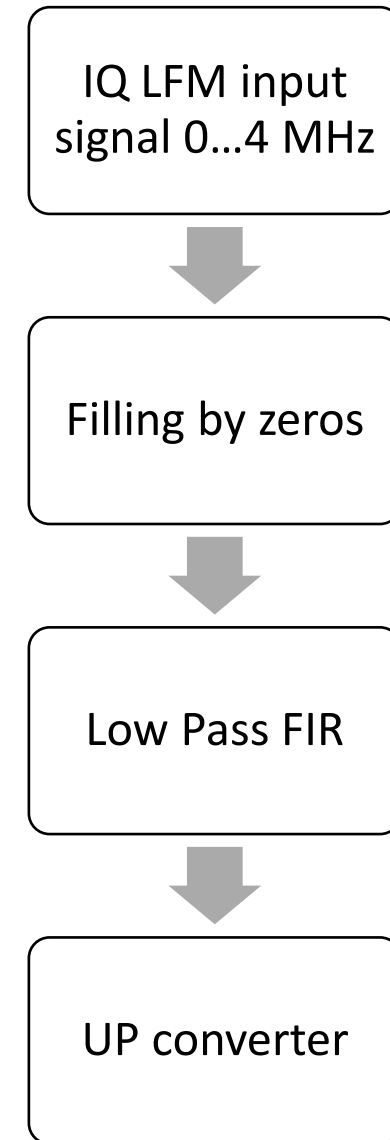 IQ LFM input
signal 0...4 MHz
Filling by zeros
Low Pass FIR
UP converter